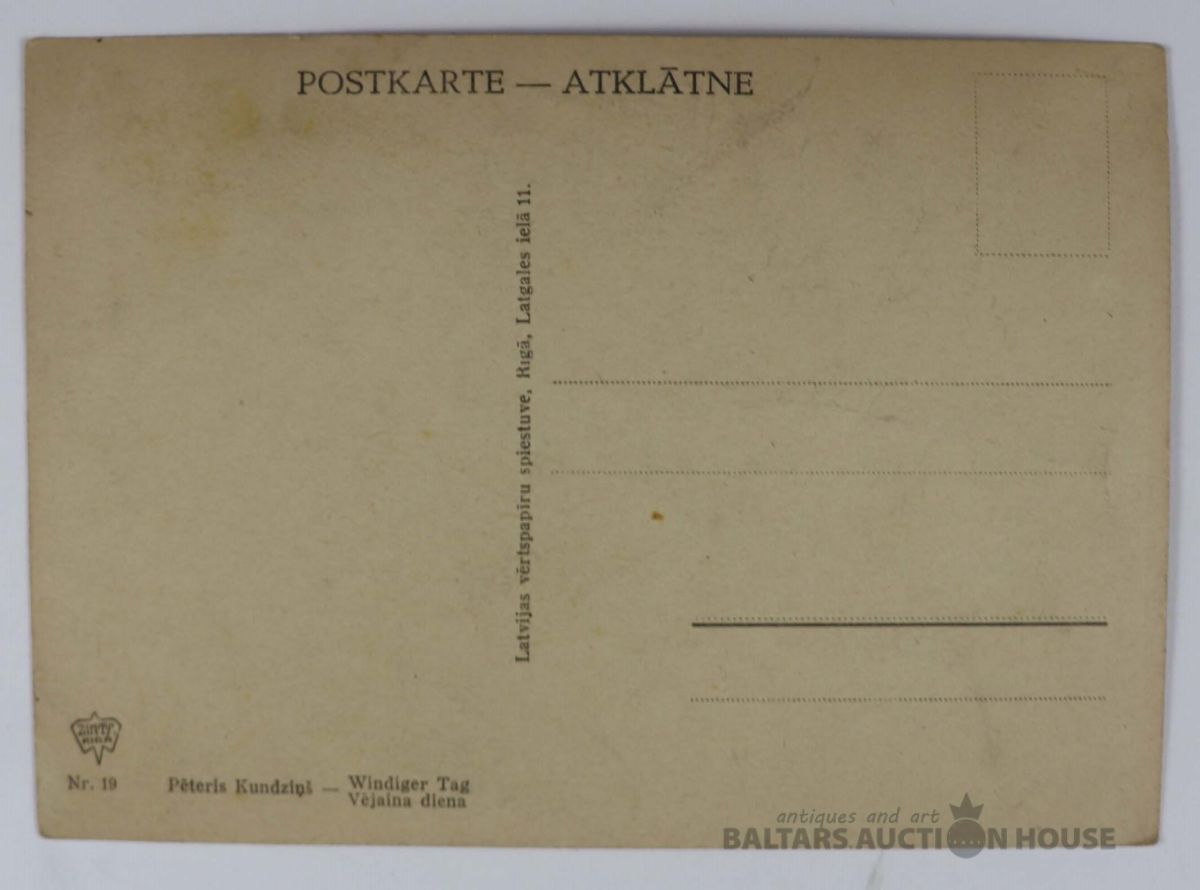 POSTKARTE — ATKLĀTNE
Latvijas vērtspapīru spiestuve, Rīgā, Latgales ielā 11.
Nr. 19
Pēteris Kundziņš — Windiger Tag
Vējaina diena
antiques and art
BALTARS AUCTION HOUSE